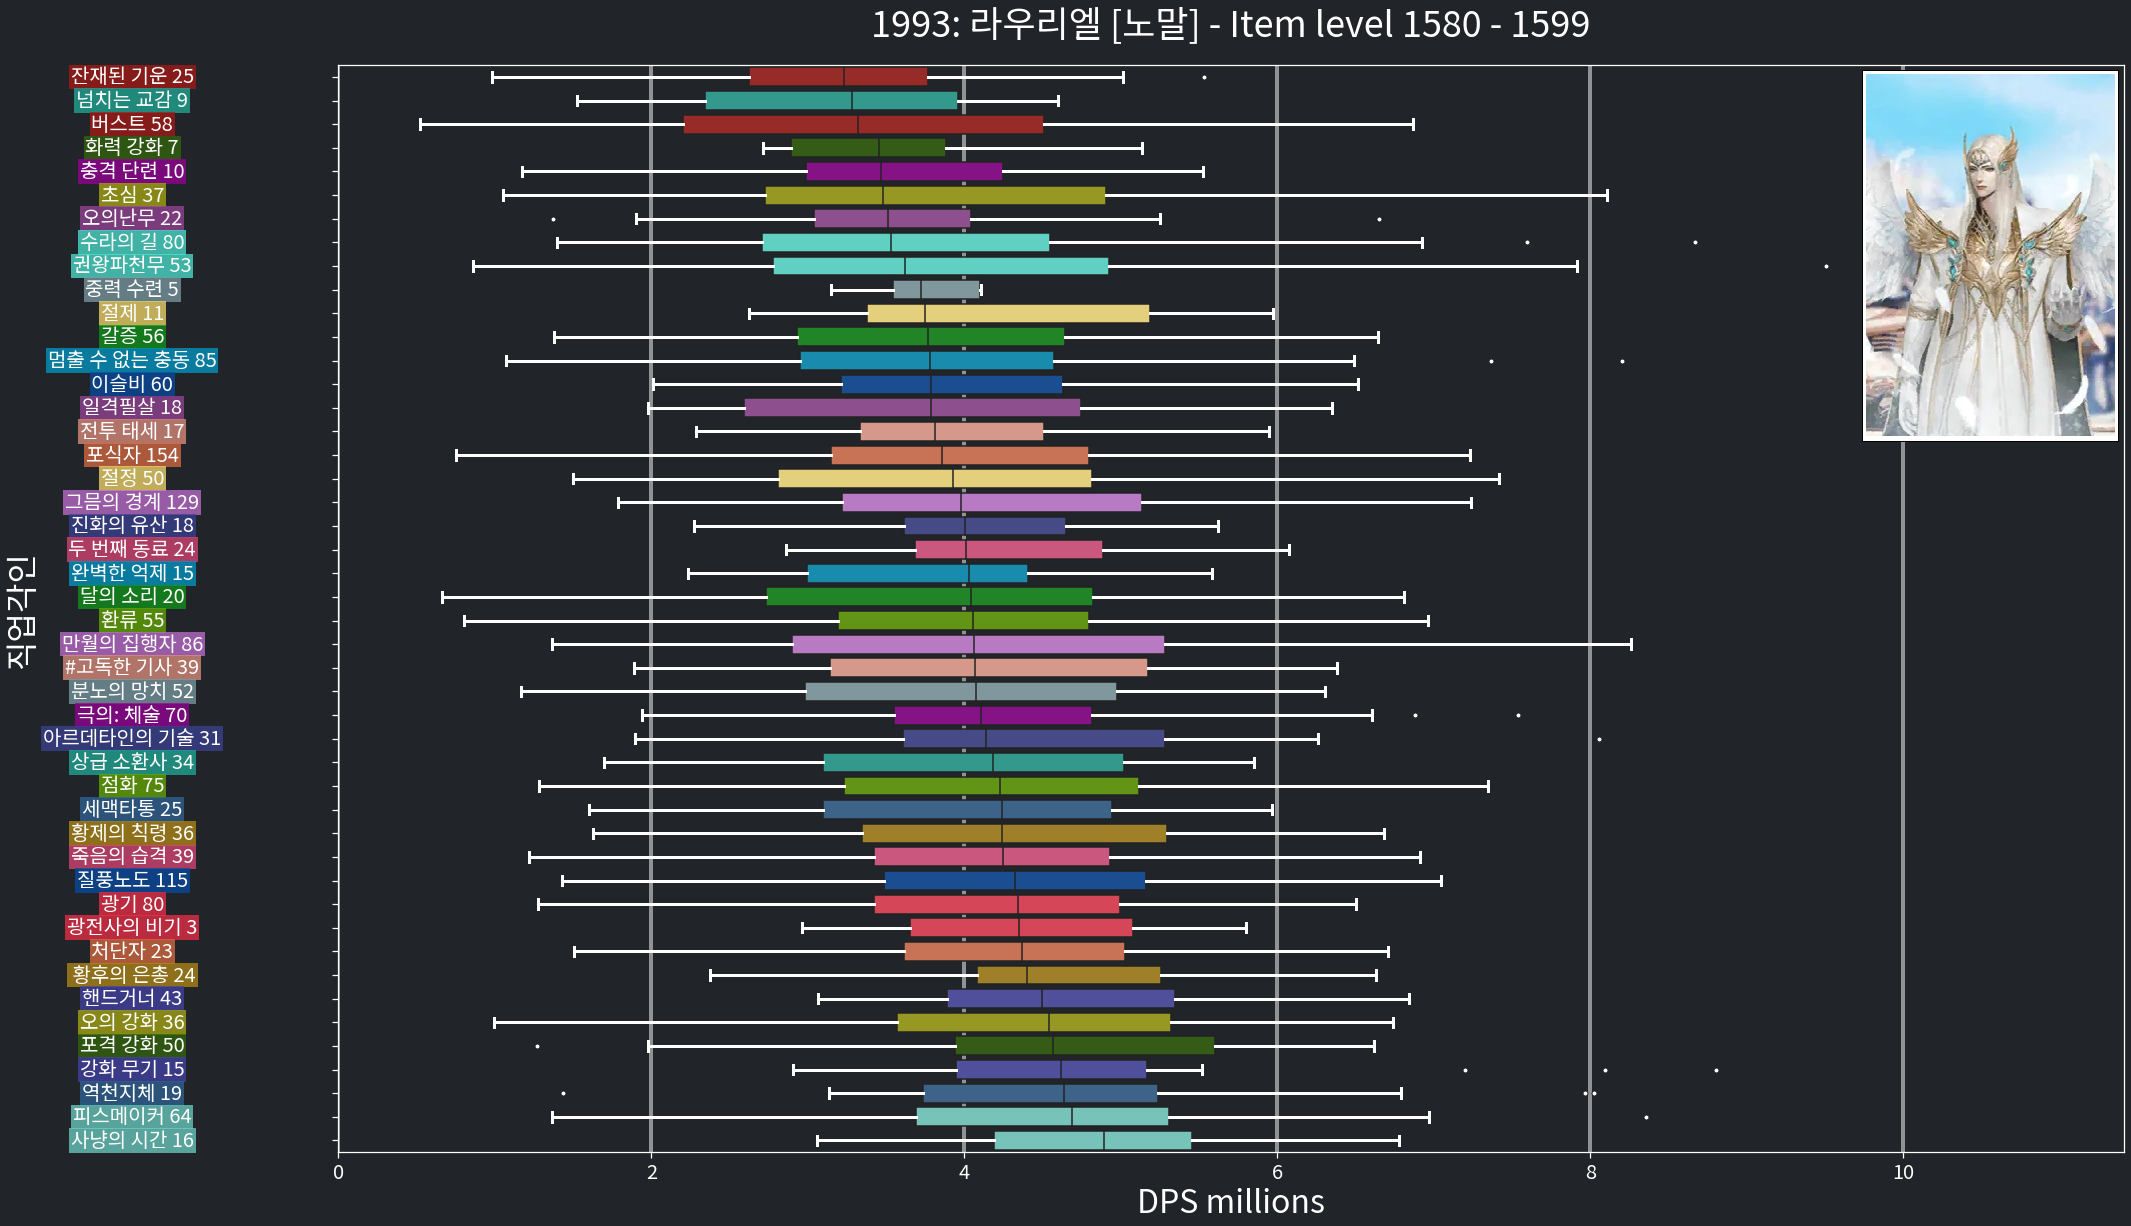 1993: 라우리엘 [노말] - Item level 1580 - 1599
잔재된 기운 25
넘치는 교감 9
버스트 58
화력 강화 7
충격 단련 10
초심 37
오의난무 22
수라의 길 80
권왕파천무 53
중력 수련 5
절제 11
갈증 56
멈출 수 없는 충동 85
이슬비 60
일격필살 18
전투 태세 17
포식자 154
절정 50
그믐의 경계 129
진화의 유산 18
두 번째 동료 24
완벽한 억제 15
달의 소리 20
환류 55
만월의 집행자 86
#고독한 기사 39
분노의 망치 52
극의: 체술 70
아르데타인의 기술 31
상급 소환사 34
점화 75
세맥타통 25
황제의 칙령 36
죽음의 습격 39
질풍노도 115
광기 80
광전사의 비기 3
처단자 23
황후의 은총 24
핸드거너 43
오의 강화 36
포격 강화 50
강화 무기 15
역천지체 19
피스메이커 64
사냥의 시간 16
직업각인
0 2 4 6 8 10
DPS millions